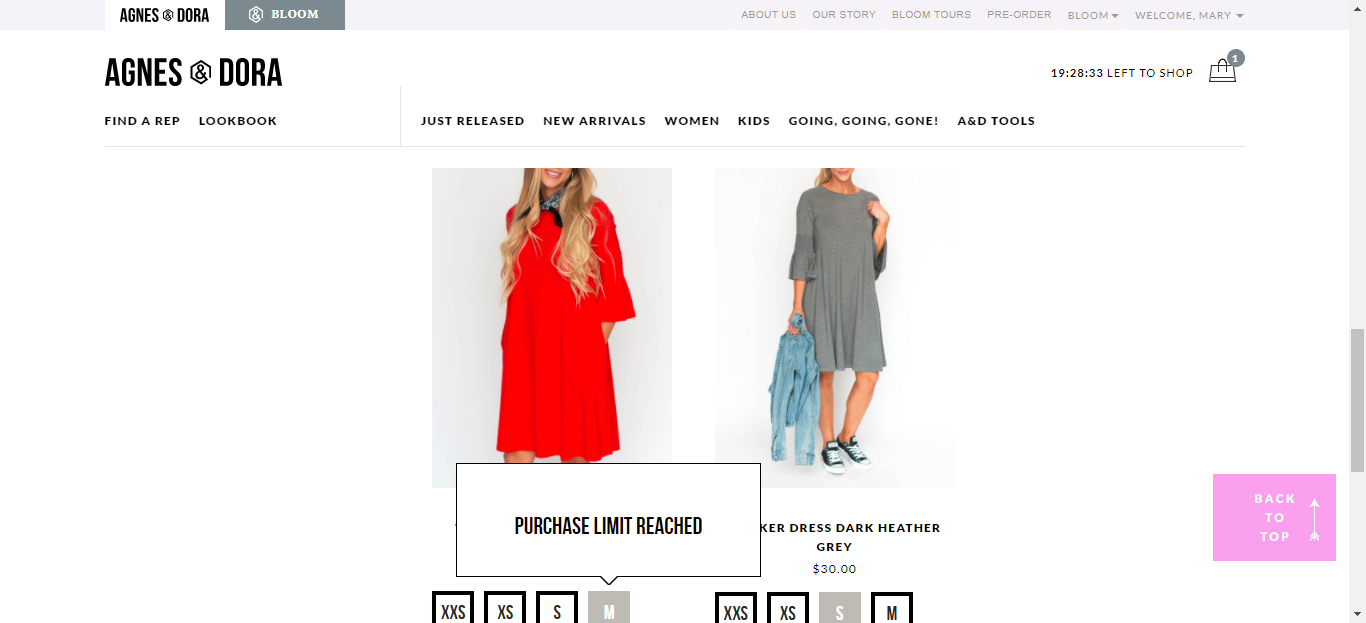 AGNES & DORA
BLOOM
ABOUT US
OUR STORY
BLOOM TOURS
PRE-ORDER
BLOOM
WELCOME, MARY
AGNES & DORA
19:28:33 LEFT TO SHOP
1
FIND A REP
LOOKBOOK
JUST RELEASED
NEW ARRIVALS
WOMEN
KIDS
GOING, GOING, GONE!
A&D TOOLS
PURCHASE LIMIT REACHED
KER DRESS DARK HEATHER
GREY
$30.00
XXS
XS
S
M
XXS
XS
S
M
BACK
TO
TOP